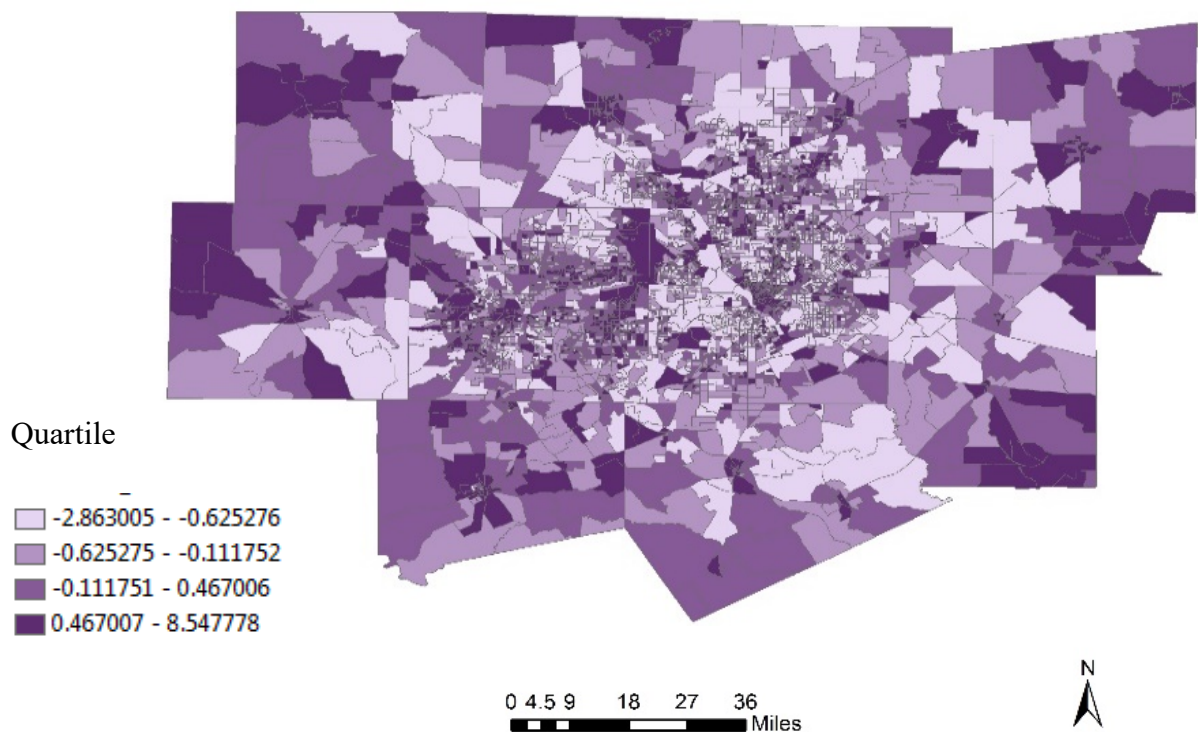 Quartile
-2.863005 - -0.625276
-0.625275 - -0.111752
-0.111751 - 0.467006
0.467007 - 8.547778
N
0 4.5 9 18 27 36
Miles